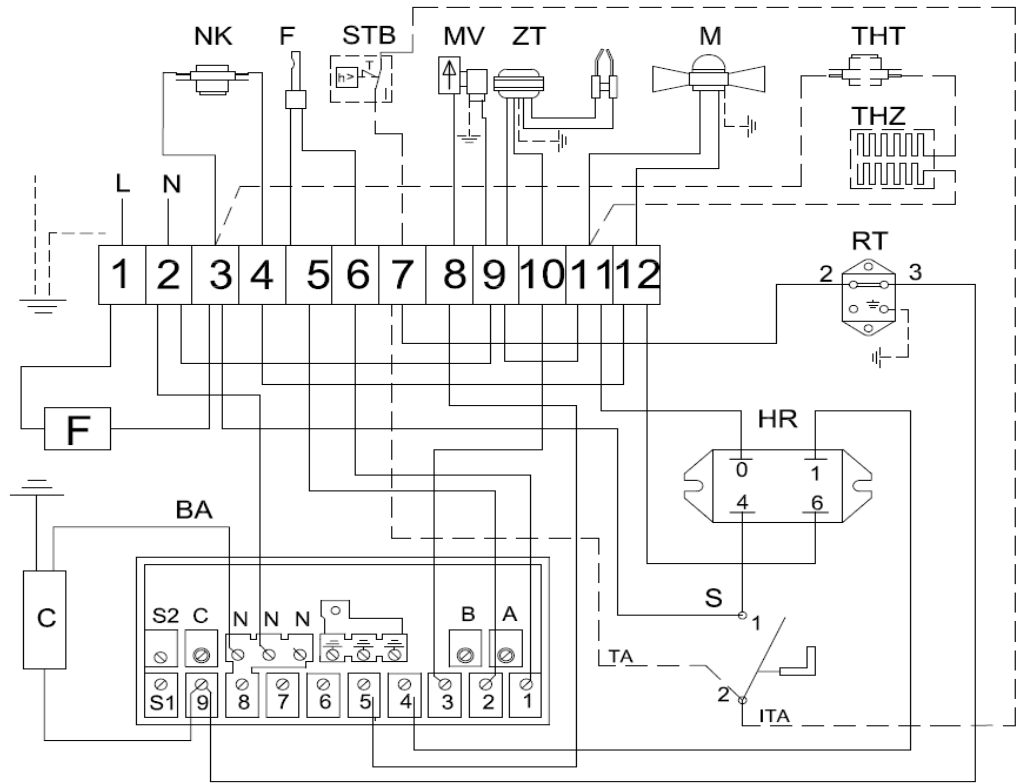 NK F STB MV ZT M THT
h> T
THZ
L N
RT
1 2 3 4 5 6 7 8 9 10 11 12
2 3
F
HR
0 1
4 6
BA
C
S
1
S2 C N N N B A
TA
2
S1 9 8 7 6 5 4 3 2 1
ITA